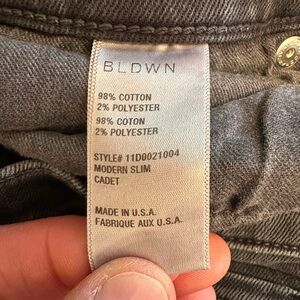 BLDWN
98% COTTON
2% POLYESTER
98% COTON
2% POLYESTER
STYLE# 11D0021004
MODERN SLIM
CADET
MADE IN U.S.A.
FABRIQUE AUX U.S.A.